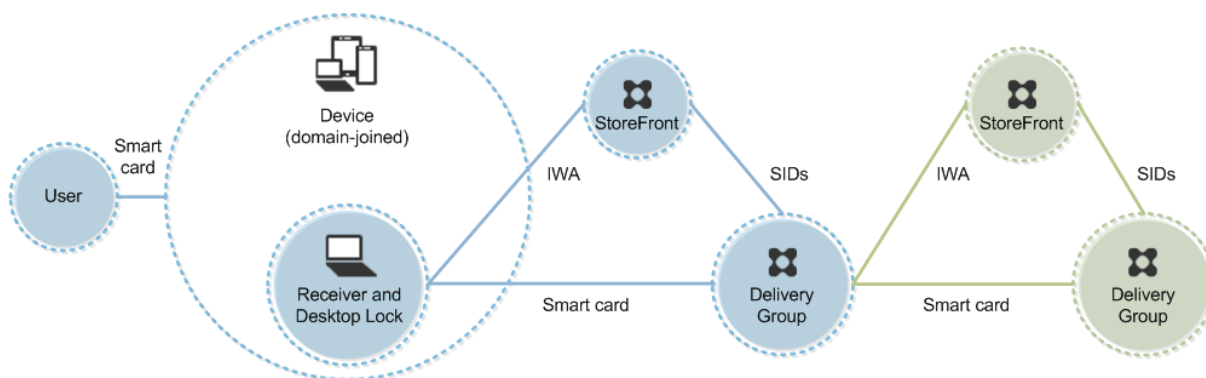 User
Smart
card
Device
(domain-joined)
Receiver and
Desktop Lock
IWA
StoreFront
SIDs
Smart card
Delivery
Group
IWA
StoreFront
SIDs
Smart card
Delivery
Group